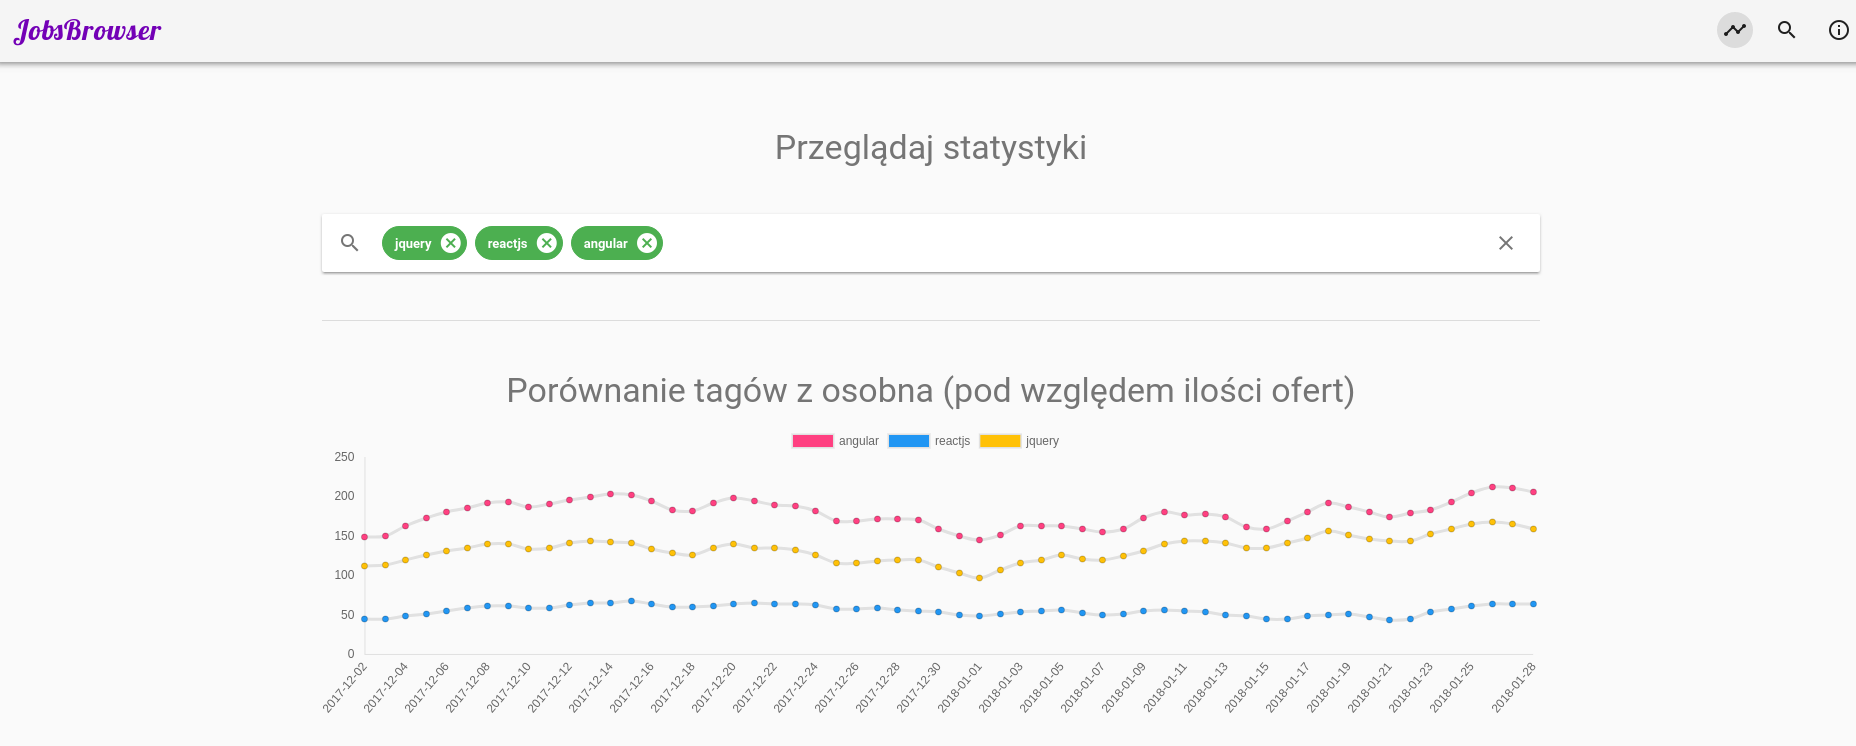 JobsBrowser
Przeglądaj statystyki
jquery reactjs angular
Porównanie tagów z osobna (pod względem ilości ofert)
angular reactjs jquery
250
200
150
100
50
0
2017-12-02 2017-12-04 2017-12-06 2017-12-08 2017-12-10 2017-12-12 2017-12-14 2017-12-16 2017-12-18 2017-12-20 2017-12-22 2017-12-24 2017-12-26 2017-12-28 2017-12-30 2018-01-01 2018-01-03 2018-01-05 2018-01-07 2018-01-09 2018-01-11 2018-01-13 2018-01-15 2018-01-17 2018-01-19 2018-01-21 2018-01-23 2018-01-25 2018-01-28